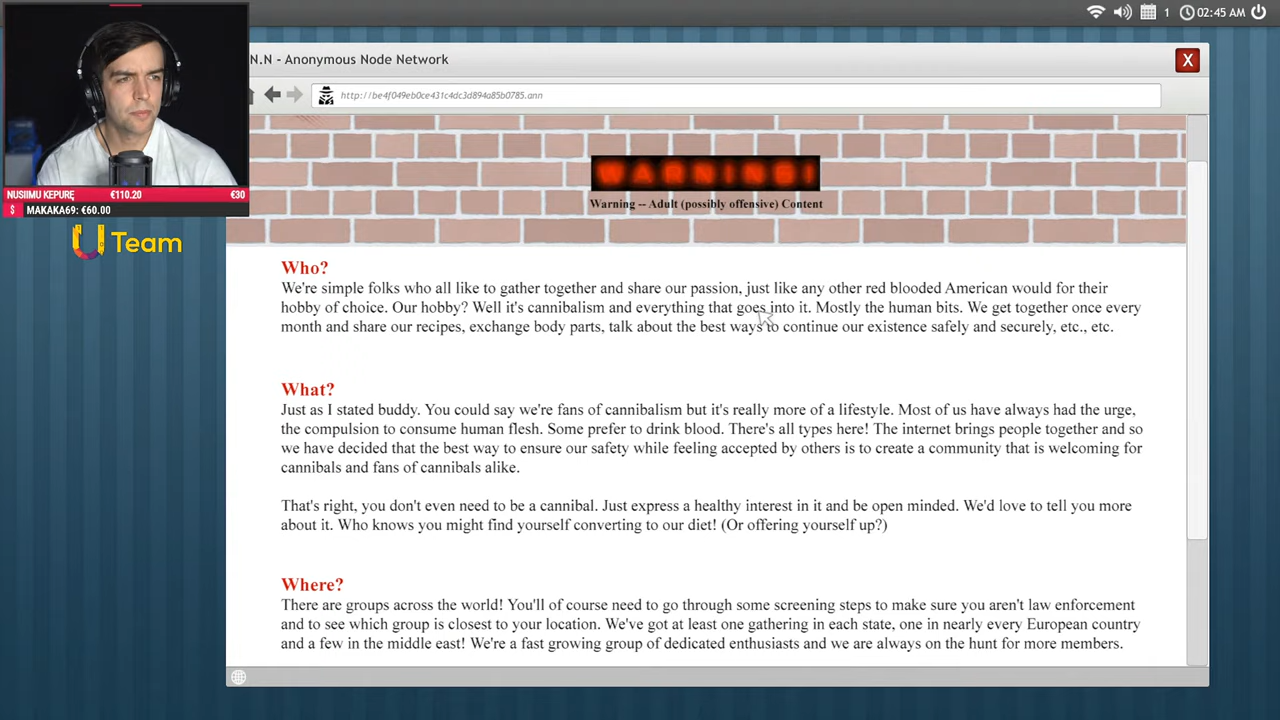 1
02:45 AM
N.N - Anonymous Node Network
X
http://be4f049eb0ce431c4dc3d894a85b0785.ann
WARNING!
Warning -- Adult (possibly offensive) Content
NUSIIMU KEPURĘ €110.20 €30
$ MAKAKA69: €60.00
U Team
Who?
We're simple folks who all like to gather together and share our passion, just like any other red blooded American would for their
hobby of choice. Our hobby? Well it's cannibalism and everything that goes into it. Mostly the human bits. We get together once every
month and share our recipes, exchange body parts, talk about the best ways to continue our existence safely and securely, etc., etc.
What?
Just as I stated buddy. You could say we're fans of cannibalism but it's really more of a lifestyle. Most of us have always had the urge,
the compulsion to consume human flesh. Some prefer to drink blood. There's all types here! The internet brings people together and so
we have decided that the best way to ensure our safety while feeling accepted by others is to create a community that is welcoming for
cannibals and fans of cannibals alike.
That's right, you don't even need to be a cannibal. Just express a healthy interest in it and be open minded. We'd love to tell you more
about it. Who knows you might find yourself converting to our diet! (Or offering yourself up?)
Where?
There are groups across the world! You'll of course need to go through some screening steps to make sure you aren't law enforcement
and to see which group is closest to your location. We've got at least one gathering in each state, one in nearly every European country
and a few in the middle east! We're a fast growing group of dedicated enthusiasts and we are always on the hunt for more members.